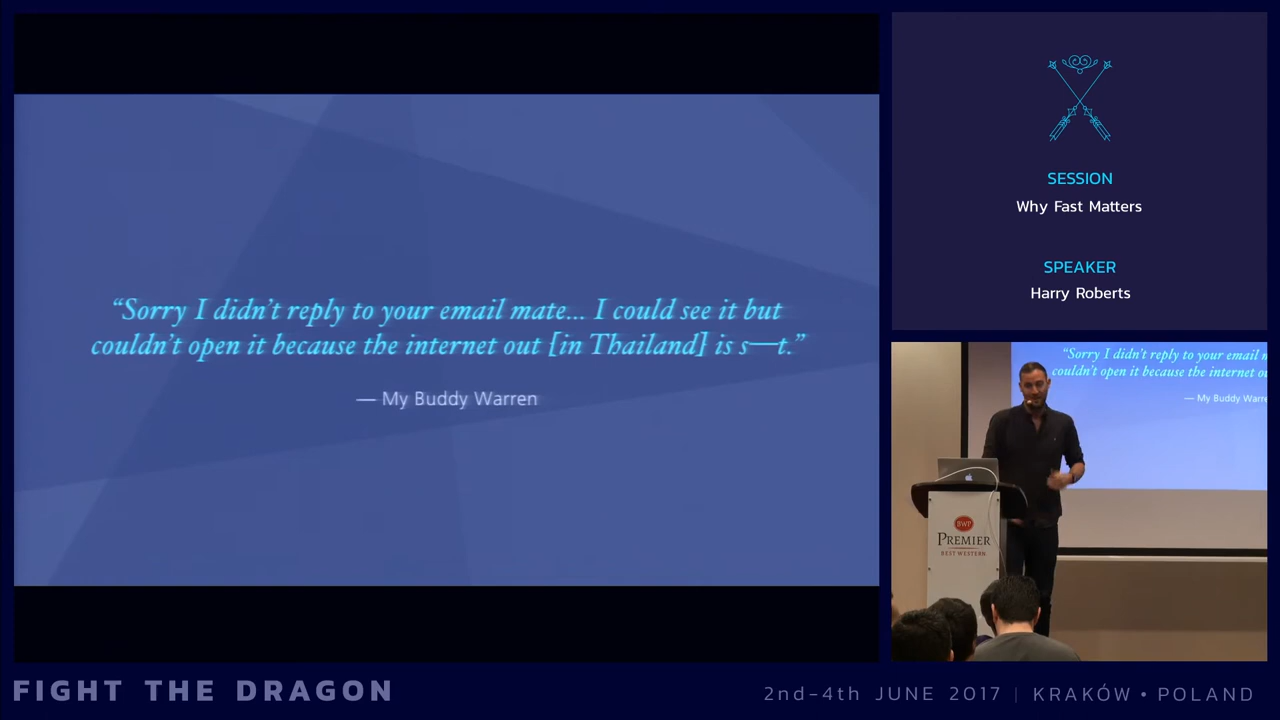 “Sorry I didn’t reply to your email mate... I could see it but
couldn’t open it because the internet out [in Thailand] is s—t.”
— My Buddy Warren
SESSION
Why Fast Matters
SPEAKER
Harry Roberts
“Sorry I didn’t reply to your email m
couldn’t open it because the internet ou
— My Buddy Warre
BWP
PREMIER
BEST WESTERN
FIGHT THE DRAGON
2nd-4th JUNE 2017 | KRAKÓW • POLAND